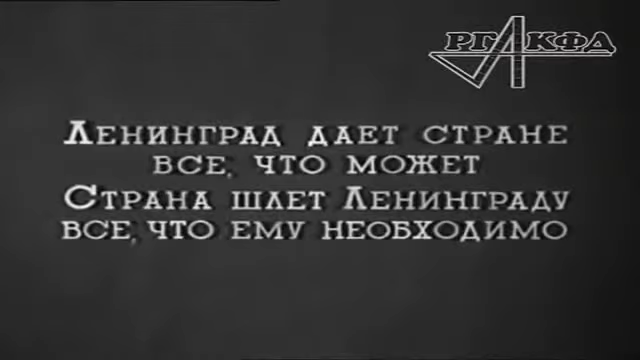 РГАКФД
Ленинград дает стране
все, что может
Страна шлет Ленинграду
все, что ему необходимо